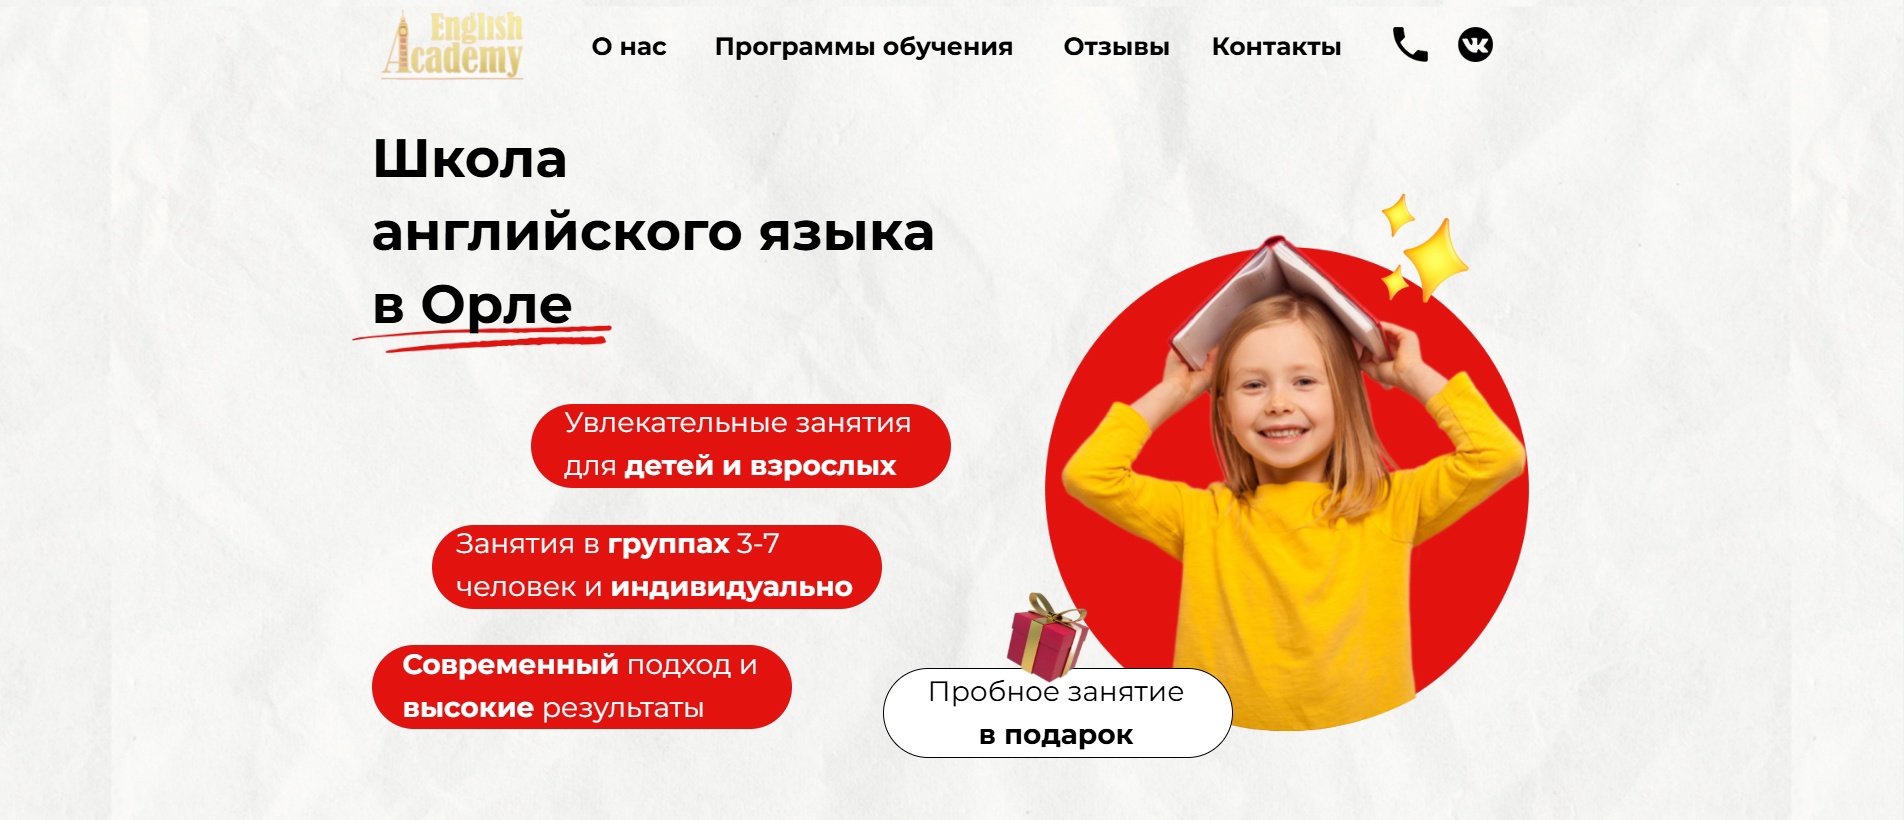 English
Academy
О нас Программы обучения Отзывы Контакты
Школа
английского языка
в Орле
Увлекательные занятия
для детей и взрослых
Занятия в группах 3-7
человек и индивидуально
Современный подход и
высокие результаты
Пробное занятие
в подарок